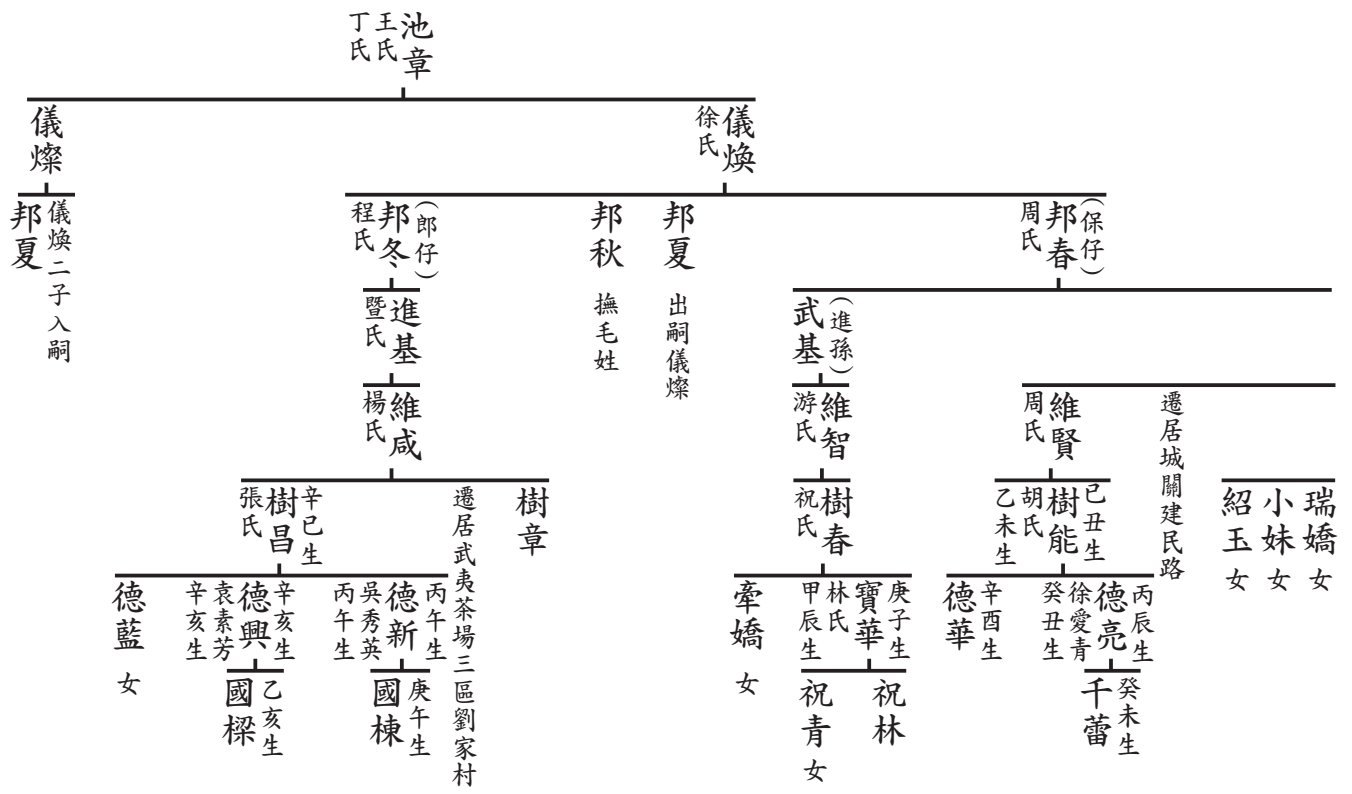 池章
王氏
丁氏
儀煥
徐氏
儀燦
(保仔)
邦春
周氏
邦夏 出嗣儀燦
邦秋 撫毛姓
(郎仔)
邦冬
程氏
儀煥二子入嗣
邦夏
(進孫)
武基
進基
暨氏
遷居城關建民路
維賢
周氏
維智
游氏
維咸
楊氏
瑞嬌 女
小妹 女
紹玉 女
已丑生
樹能
胡氏
乙未生
樹春
祝氏
樹章
遷居武夷茶場三區劉家村
辛已生
樹昌
張氏
丙辰生
德亮
徐愛青
癸丑生
辛酉生
德華
庚子生
寶華
林氏
甲辰生
牽嬌 女
丙午生
德新
吳秀英
丙午生
辛亥生
德興
袁素芳
辛亥生
德藍 女
癸未生
千蕾
祝林
祝青 女
庚午生
國棟
乙亥生
國樑